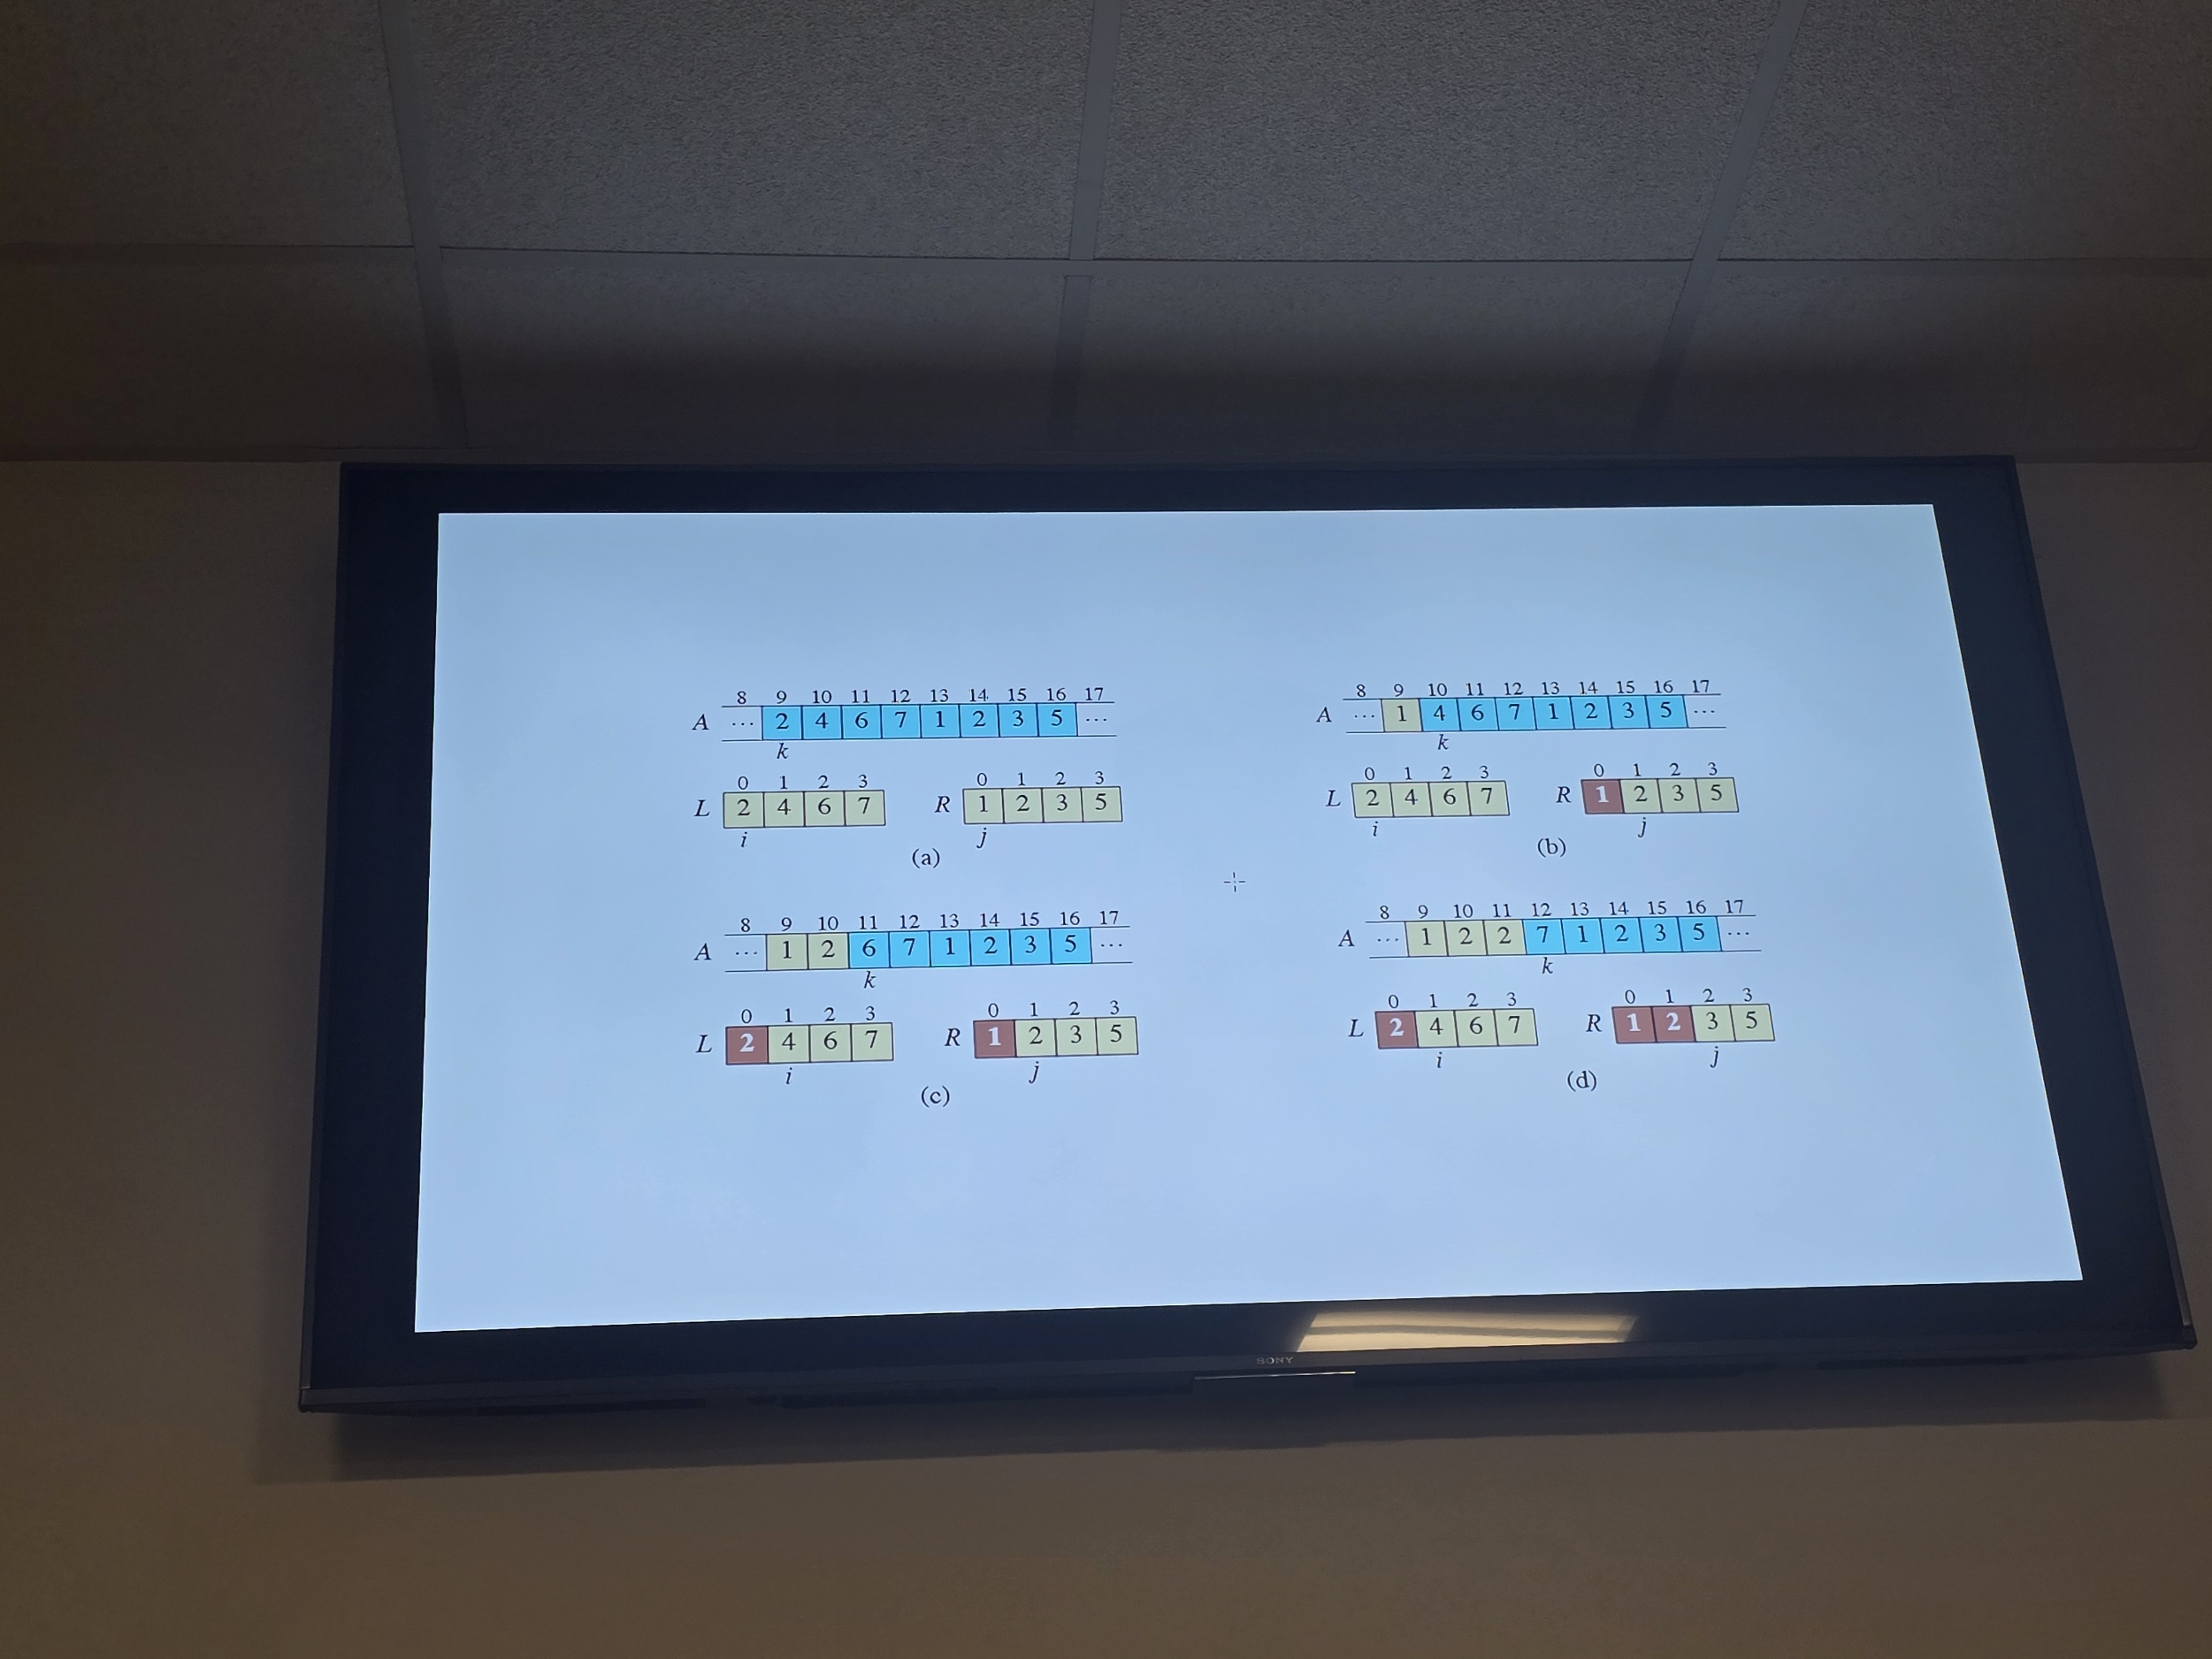 8 9 10 11 12 13 14 15 16 17
A ... 2 4 6 7 1 2 3 5 ...
k
0 1 2 3 0 1 2 3
L 2 4 6 7 R 1 2 3 5
i j
(a)
8 9 10 11 12 13 14 15 16 17
A ... 1 4 6 7 1 2 3 5 ...
k
0 1 2 3 0 1 2 3
L 2 4 6 7 R 1 2 3 5
i j
(b)
8 9 10 11 12 13 14 15 16 17
A ... 1 2 6 7 1 2 3 5 ...
k
0 1 2 3 0 1 2 3
L 2 4 6 7 R 1 2 3 5
i j
(c)
8 9 10 11 12 13 14 15 16 17
A ... 1 2 2 7 1 2 3 5 ...
k
0 1 2 3 0 1 2 3
L 2 4 6 7 R 1 2 3 5
i j
(d)
SONY